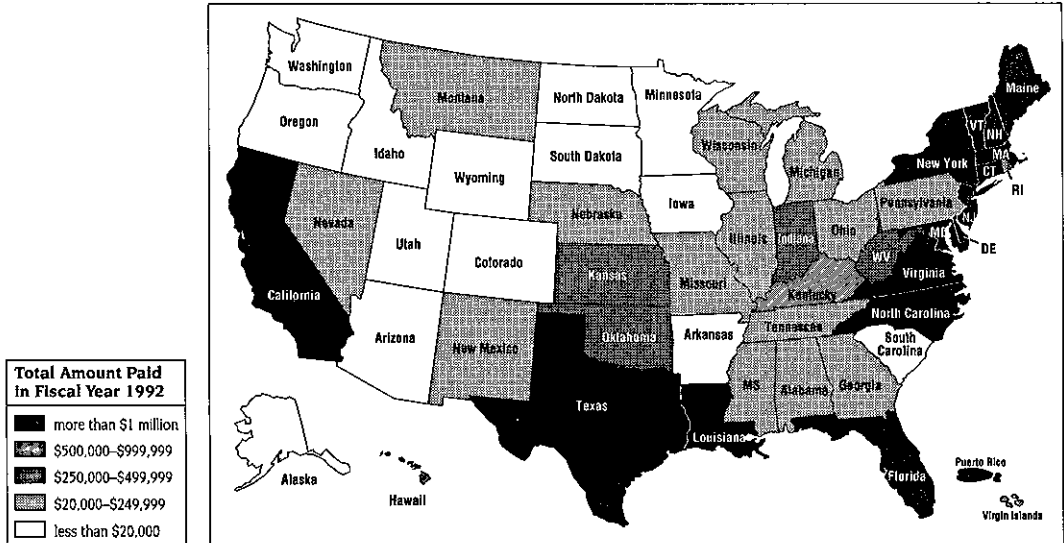 Washington
Montana
North Dakota
Minnesota
Maine
Oregon
Idaho
South Dakota
Wisconsin
Michigan
VT
NH
New York
MA
CT
RI
Wyoming
Iowa
Nebraska
Pennsylvania
NJ
Nevada
Utah
Colorado
Illinois
Indiana
Ohio
MD
DE
WV
Virginia
California
Kansas
Missouri
Kentucky
North Carolina
Arizona
New Mexico
Oklahoma
Arkansas
Tennessee
South
Carolina
MS
Alabama
Georgia
Texas
Louisiana
Florida
Alaska
Hawaii
Puerto Rico
Virgin Islands
Total Amount Paid
in Fiscal Year 1992
more than $1 million
$500,000–$999,999
$250,000–$499,999
$20,000–$249,999
less than $20,000